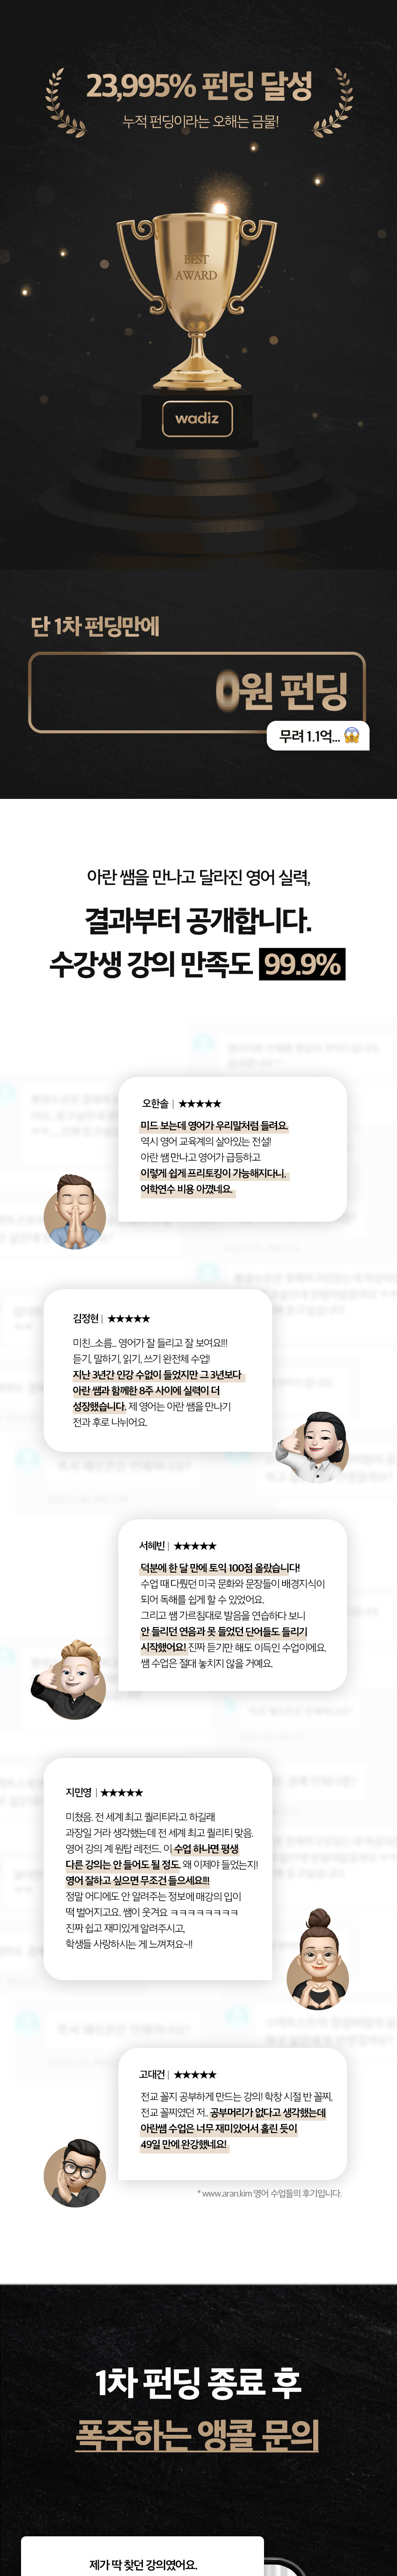 23,995% 펀딩 달성
누적 펀딩이라는 오해는 금물!
BEST
AWARD
wadiz
단 1차 펀딩만에
0원 펀딩
무려 1.1억...
아란 쌤을 만나고 달라진 영어 실력,
결과부터 공개합니다.
수강생 강의 만족도 99.9%
오한솔 | ★★★★★
미드 보는데 영어가 우리말처럼 들려요.
역시 영어 교육계의 살아있는 전설!
아란 쌤 만나고 영어가 급등하고
이렇게 쉽게 프리토킹이 가능해지다니.
어학연수 비용 아꼈네요.
김정현 | ★★★★★
미친...소름... 영어가 잘 들리고 잘 보여요!!!
듣기, 말하기, 읽기, 쓰기 완전체 수업!
지난 3년간 인강 수없이 들었지만 그 3년보다
아란 쌤과 함께한 8주 사이에 실력이 더
성장했습니다. 제 영어는 아란 쌤을 만나기
전과 후로 나뉘어요.
서혜빈 | ★★★★★
덕분에 한 달 만에 토익 100점 올랐습니다!
수업 때 다뤘던 미국 문화와 문장들이 배경지식이
되어 독해를 쉽게 할 수 있었어요.
그리고 쌤 가르침대로 발음을 연습하다 보니
안 들리던 연음과 못 들었던 단어들도 들리기
시작했어요! 진짜 듣기만 해도 이득인 수업이에요.
쌤 수업은 절대 놓치지 않을 거예요.
지민영 | ★★★★★
미쳤음. 전 세계 최고 퀄리티라고 하길래
과장일 거라 생각했는데 전 세계 최고 퀄리티 맞음.
영어 강의 계 원탑 레전드. 이 수업 하나면 평생
다른 강의는 안 들어도 될 정도. 왜 이제야 들었는지!
영어 잘하고 싶으면 무조건 들으세요!!!
정말 어디에도 안 알려주는 정보에 매강의 입이
떡 벌어지고요. 쌤이 웃겨요 ㅋㅋㅋㅋㅋㅋㅋㅋ
진짜 쉽고 재미있게 알려주시고,
학생들 사랑하시는 게 느껴져요~!!
고대건 | ★★★★★
전교 꼴지 공부하게 만드는 강의! 학창 시절 반 꼴찌,
전교 꼴찌였던 저.. 공부머리가 없다고 생각했는데
아란쌤 수업은 너무 재미있어서 홀린 듯이
49일 만에 완강했네요!
* www.aran.kim 영어 수업들의 후기입니다.
1차 펀딩 종료 후
폭주하는 앵콜 문의
제가 딱 찾던 강의였어요.